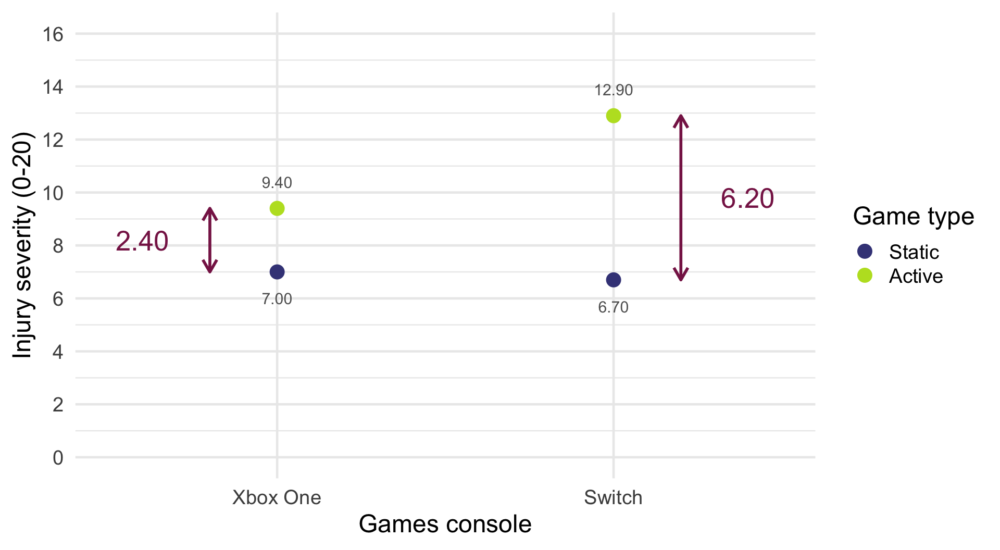 16
14
12
10
8
6
4
2
0
Injury severity (0-20)
12.90
9.40
6.20
2.40
7.00
6.70
Xbox One
Switch
Games console
Game type
Static
Active